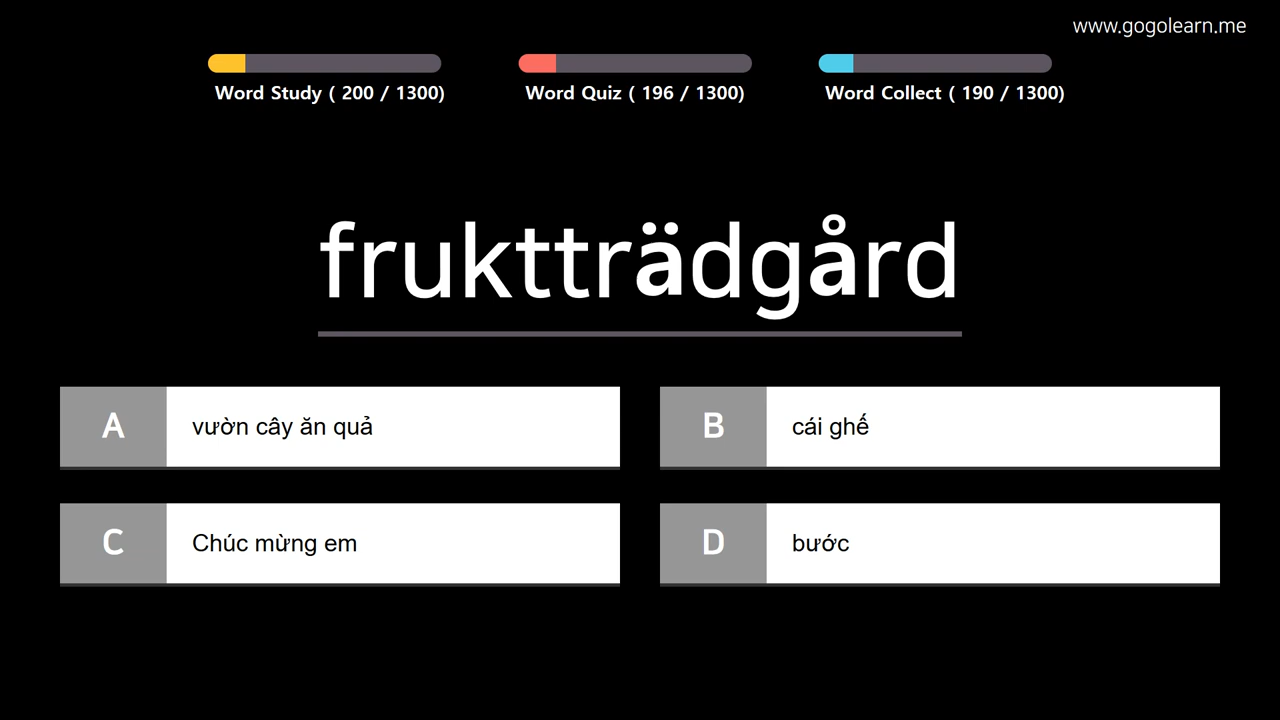 www.gogolearn.me
Word Study ( 200 / 1300)
Word Quiz ( 196 / 1300)
Word Collect ( 190 / 1300)
fruktträdgård
A vườn cây ăn quả
B cái ghế
C Chúc mừng em
D bước